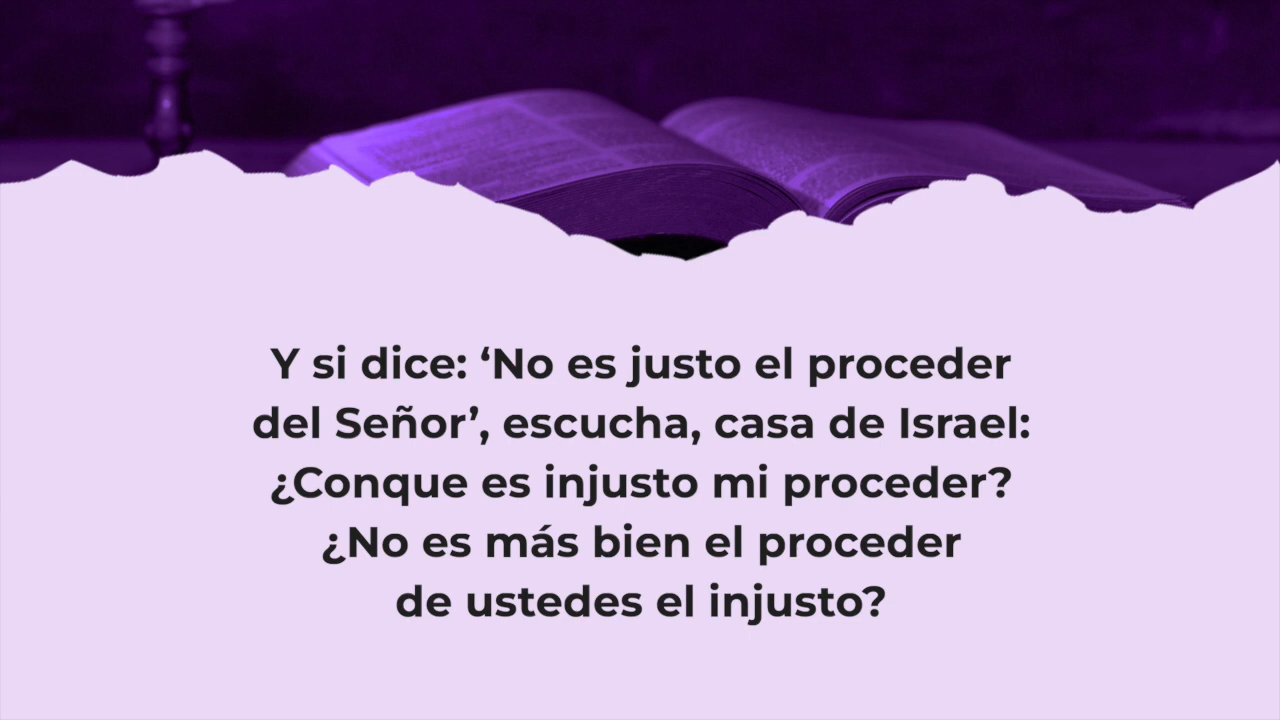 Y si dice: ‘No es justo el proceder
del Señor’, escucha, casa de Israel:
¿Conque es injusto mi proceder?
¿No es más bien el proceder
de ustedes el injusto?